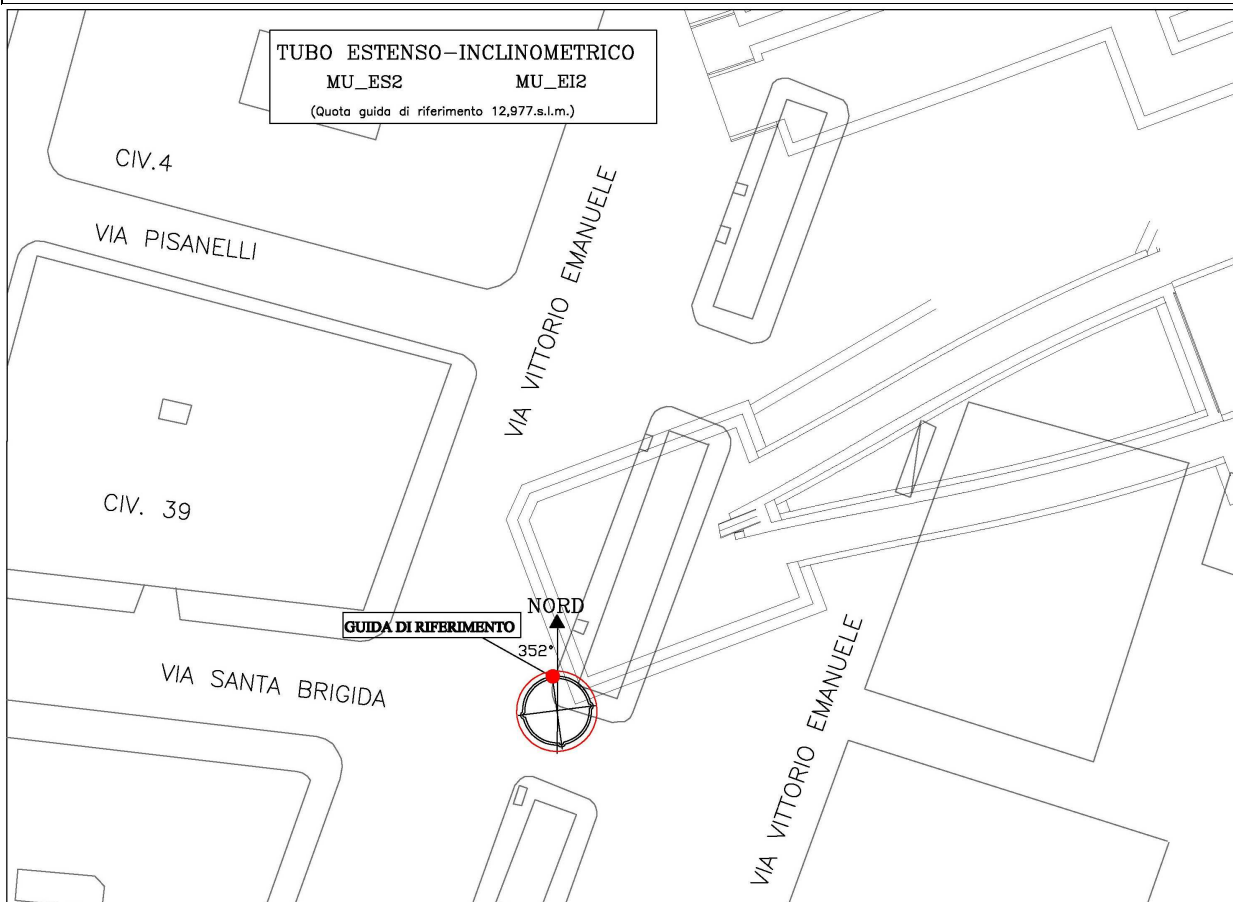 TUBO ESTENSO-INCLINOMETRICO
MU_ES2 MU_EI2
(Quota guida di riferimento 12,977.s.l.m.)
CIV.4
VIA PISANELLI
VIA VITTORIO EMANUELE
CIV. 39
NORD
GUIDA DI RIFERIMENTO
352°
VIA SANTA BRIGIDA
VIA VITTORIO EMANUELE